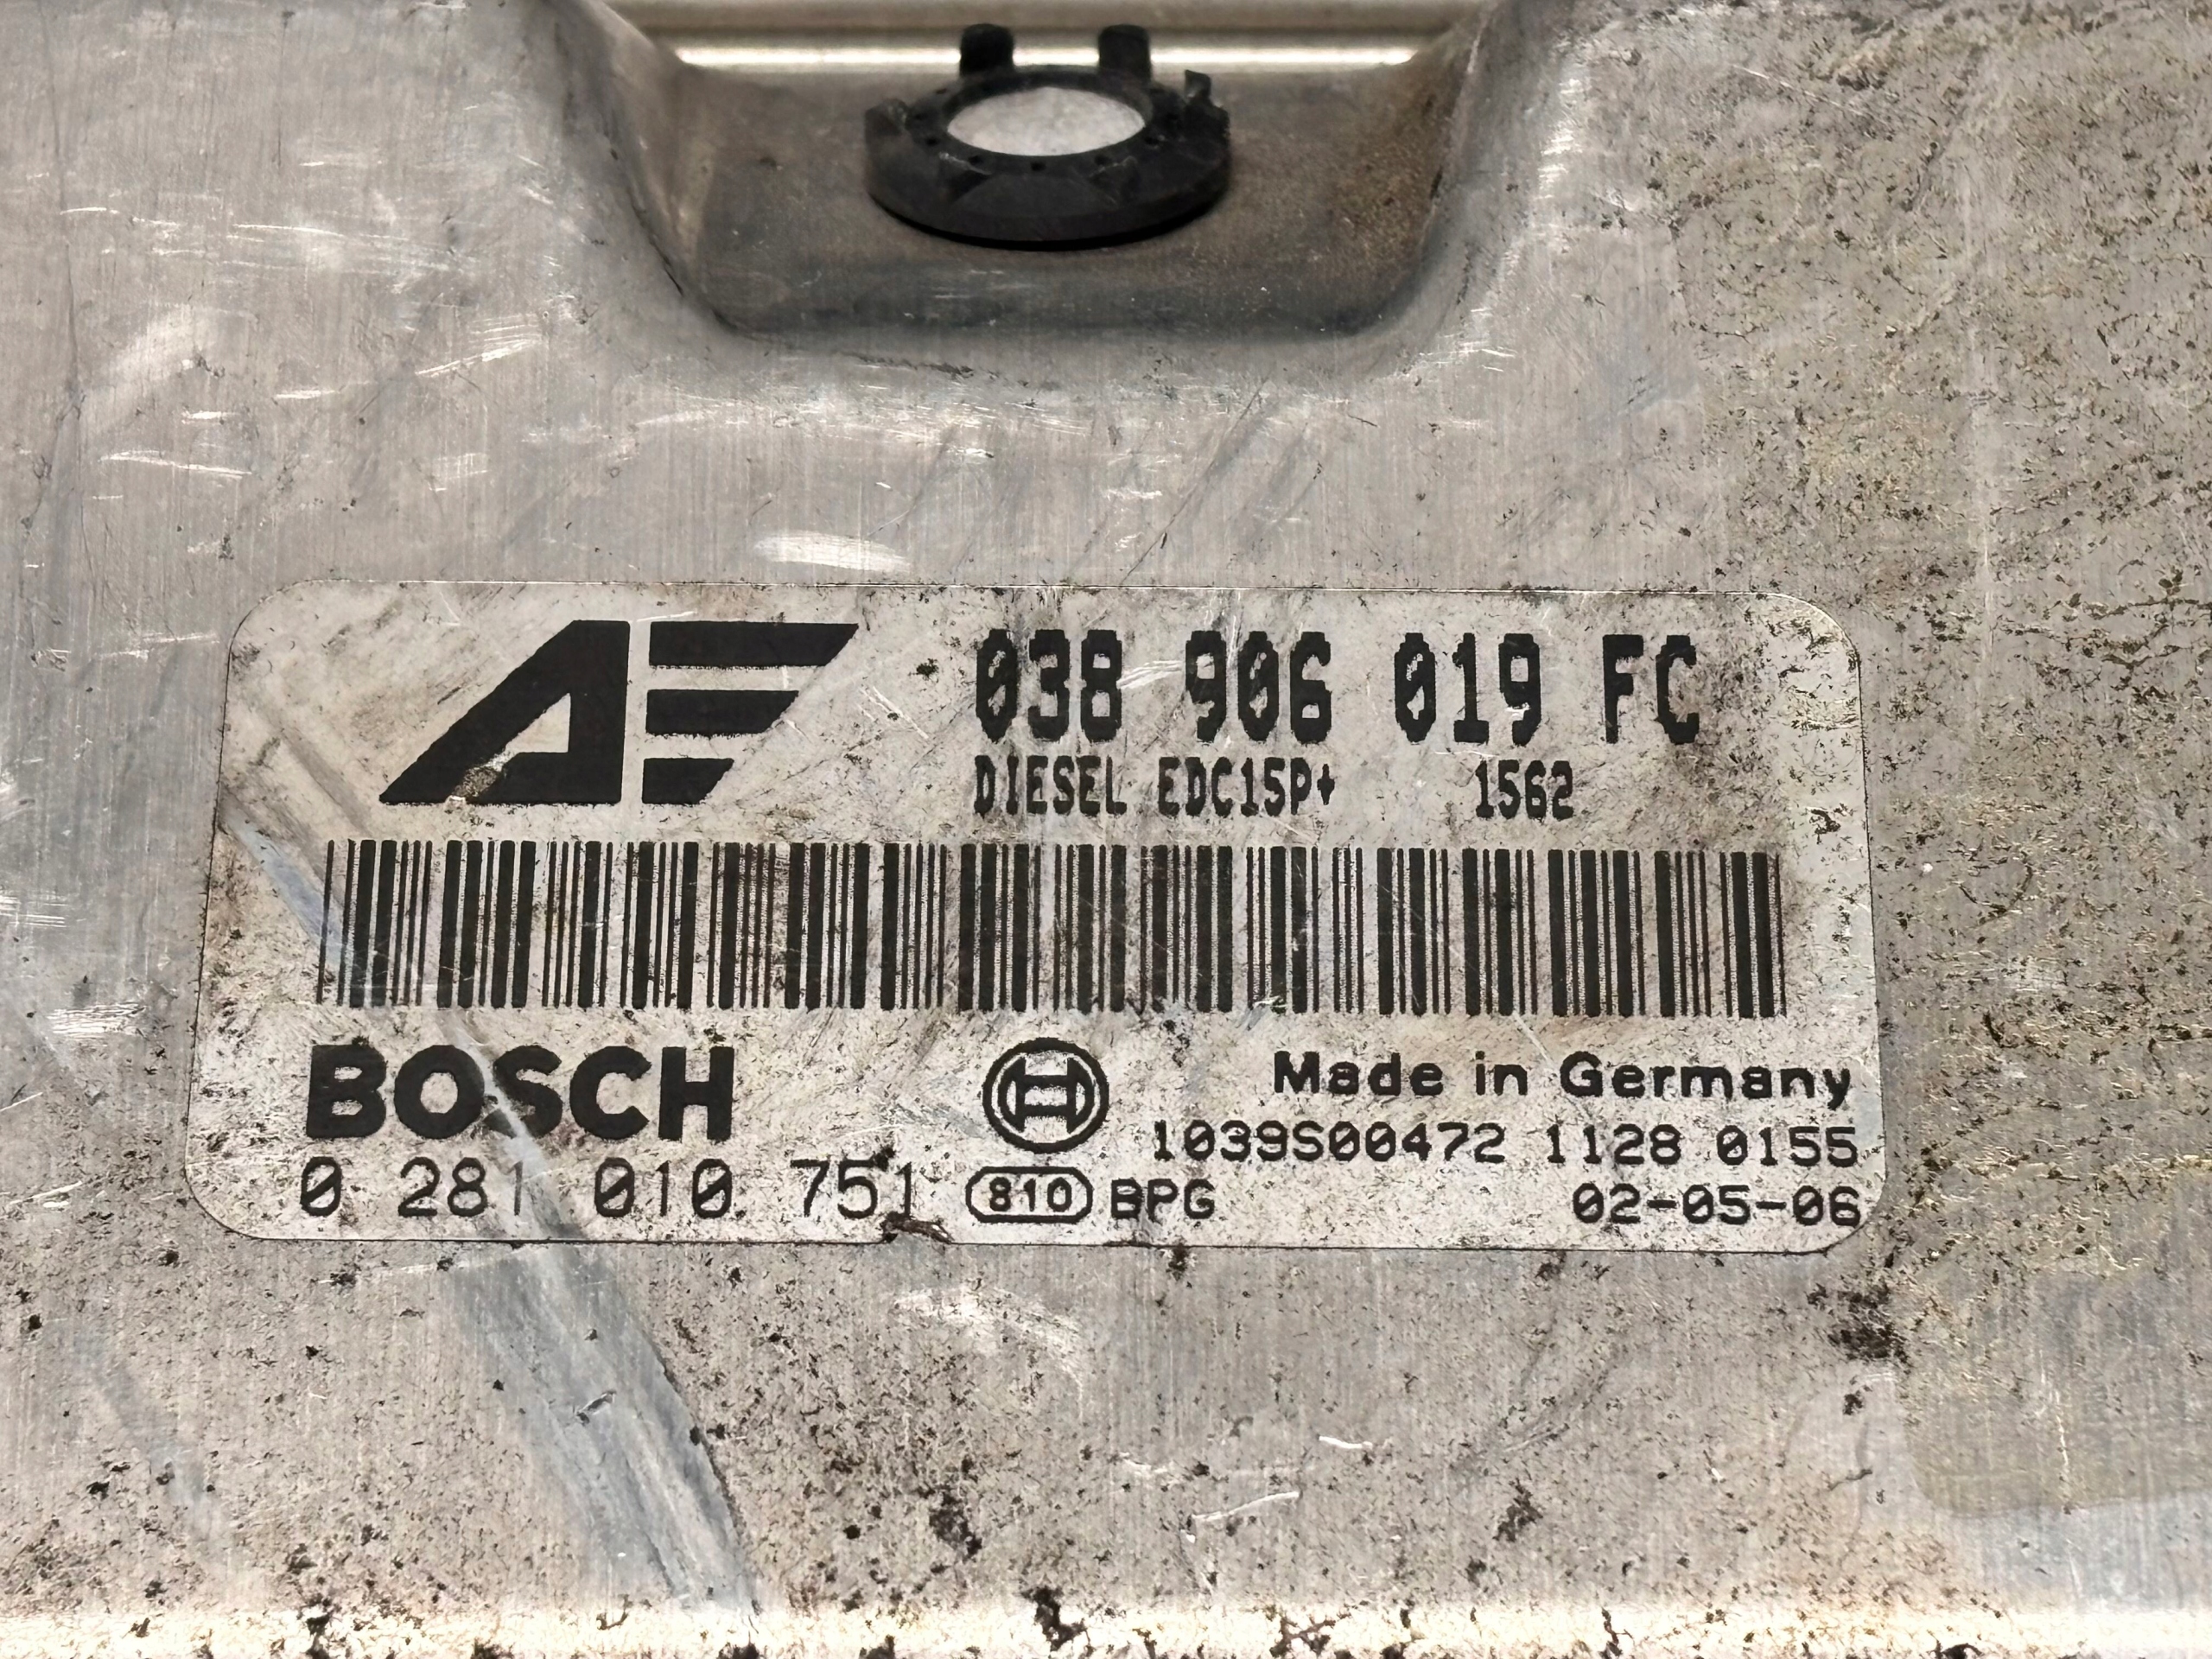 AE
038 906 019 FC
DIESEL EDC15P+ 1562
BOSCH
Made in Germany
1039S00472 1128 0155
0 281 010 751 810 BPG 02-05-06